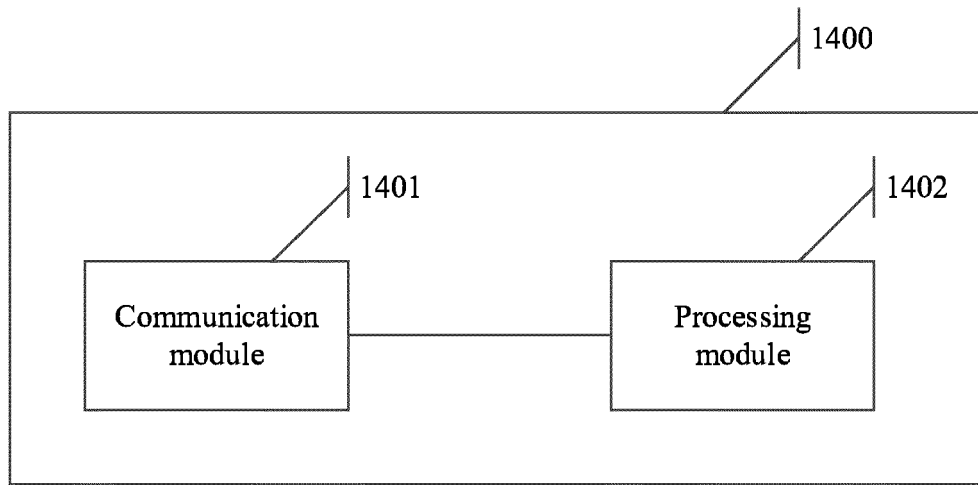 1400
1401
1402
Communication
module
Processing
module